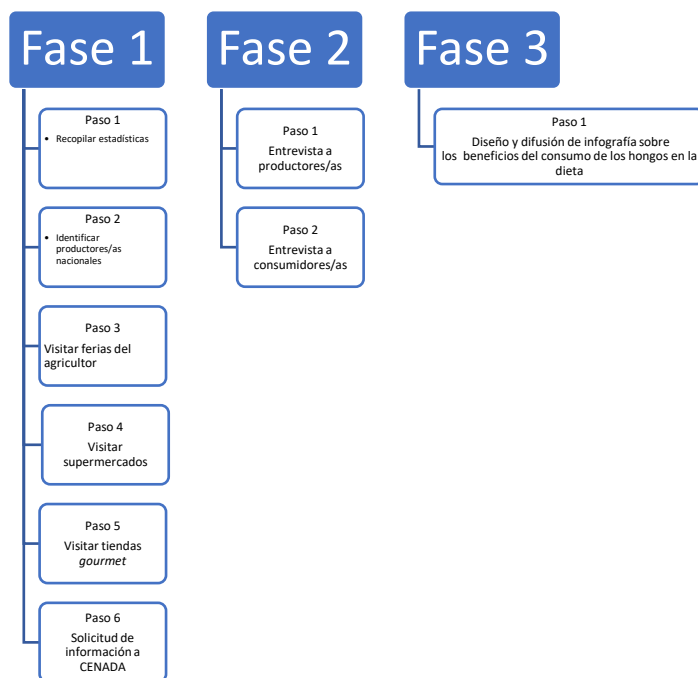 Fase 1
Paso 1
• Recopilar estadísticas
Paso 2
• Identificar
productores/as
nacionales
Paso 3
Visitar ferias del
agricultor
Paso 4
Visitar
supermercados
Paso 5
Visitar tiendas
gourmet
Paso 6
Solicitud de
información a
CENADA
Fase 2
Paso 1
Entrevista a
productores/as
Paso 2
Entrevista a
consumidores/as
Fase 3
Paso 1
Diseño y difusión de infografía sobre
los beneficios del consumo de los hongos en la
dieta